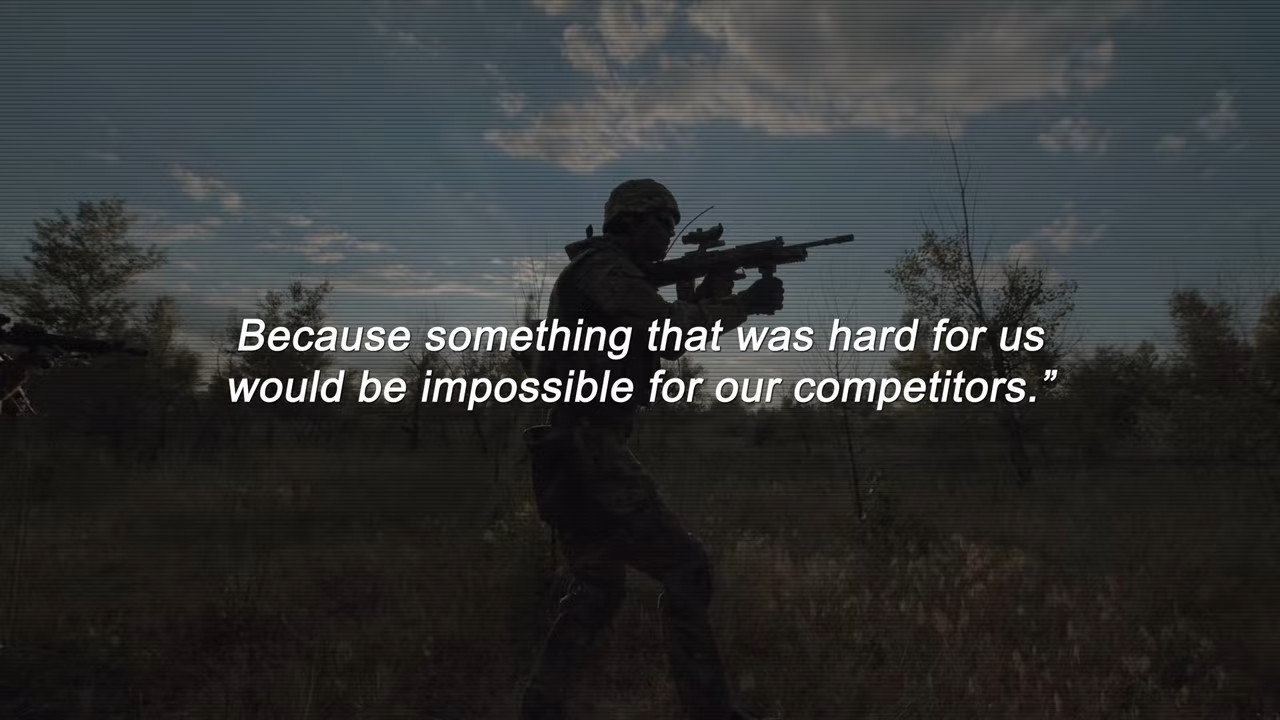 Because something that was hard for us
would be impossible for our competitors.”